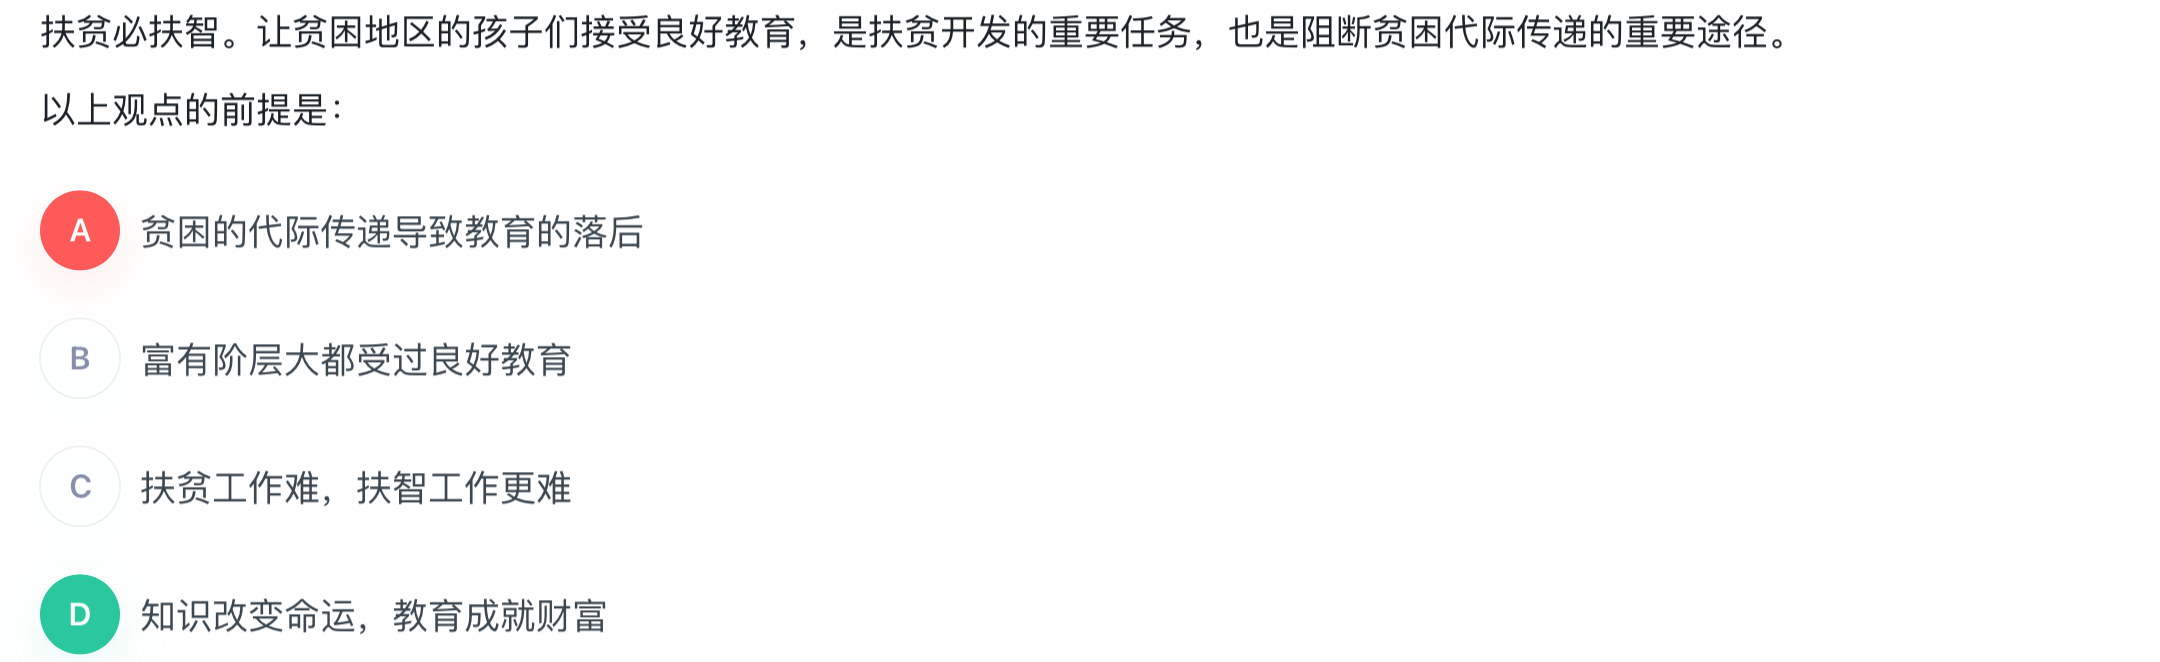 扶贫必扶智。让贫困地区的孩子们接受良好教育，是扶贫开发的重要任务，也是阻断贫困代际传递的重要途径。
以上观点的前提是：
A 贫困的代际传递导致教育的落后
B 富有阶层大都受过良好教育
C 扶贫工作难，扶智工作更难
D 知识改变命运，教育成就财富